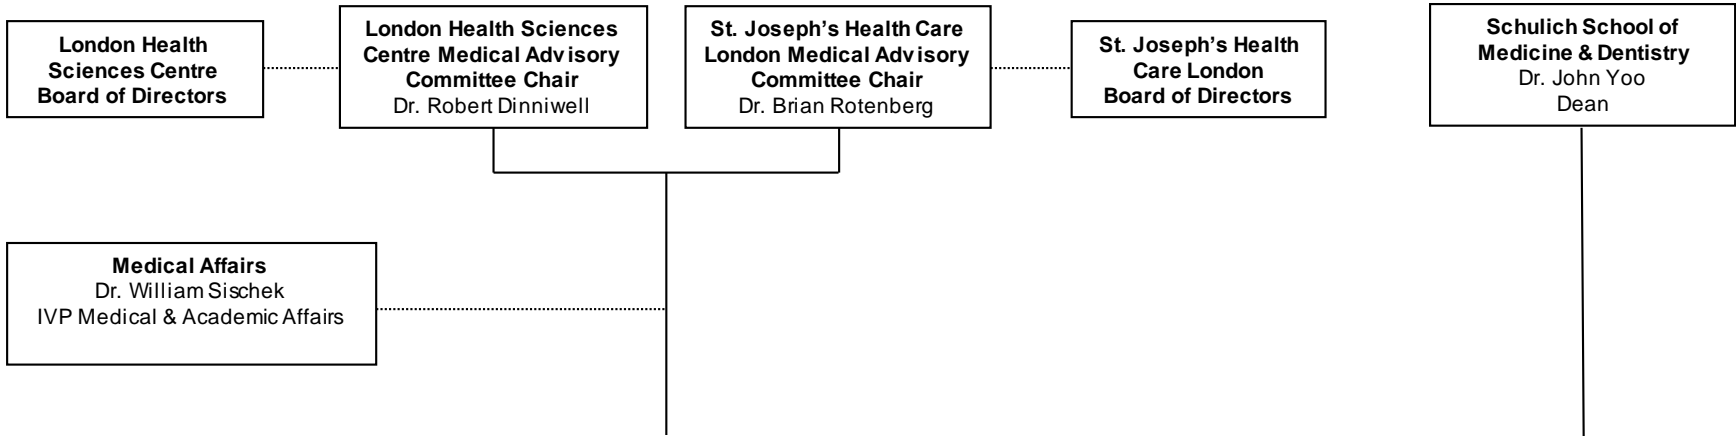 London Health
Sciences Centre
Board of Directors
London Health Sciences
Centre Medical Advisory
Committee Chair
Dr. Robert Dinniwell
St. Joseph’s Health Care
London Medical Advisory
Committee Chair
Dr. Brian Rotenberg
St. Joseph’s Health
Care London
Board of Directors
Schulich School of
Medicine & Dentistry
Dr. John Yoo
Dean
Medical Affairs
Dr. William Sischek
IVP Medical & Academic Affairs